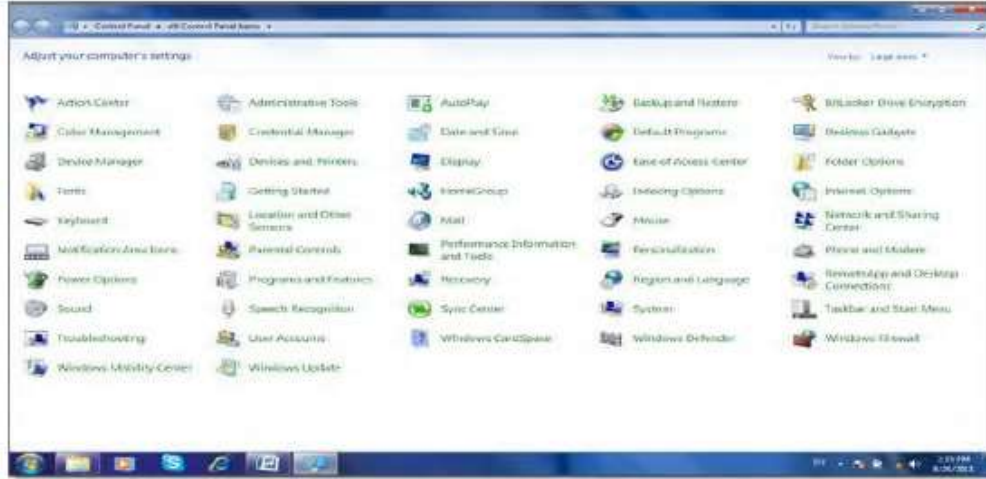 Control Panel All Control Panel Items
Adjust your computer's settings
View by: Large icons
Action Center Administrative Tools AutoPlay Backup and Restore BitLocker Drive Encryption
Color Management Credential Manager Date and Time Default Programs Desktop Gadgets
Device Manager Devices and Printers Display Ease of Access Center Folder Options
Fonts Getting Started HomeGroup Indexing Options Internet Options
Keyboard Location and Other Sensors Mail Mouse Network and Sharing Center
Notification Area Icons Parental Controls Performance Information and Tools Personalization Phone and Modem
Power Options Programs and Features Recovery Region and Language RemoteApp and Desktop Connections
Sound Speech Recognition Sync Center System Taskbar and Start Menu
Troubleshooting User Accounts Windows CardSpace Windows Defender Windows Firewall
Windows Mobility Center Windows Update